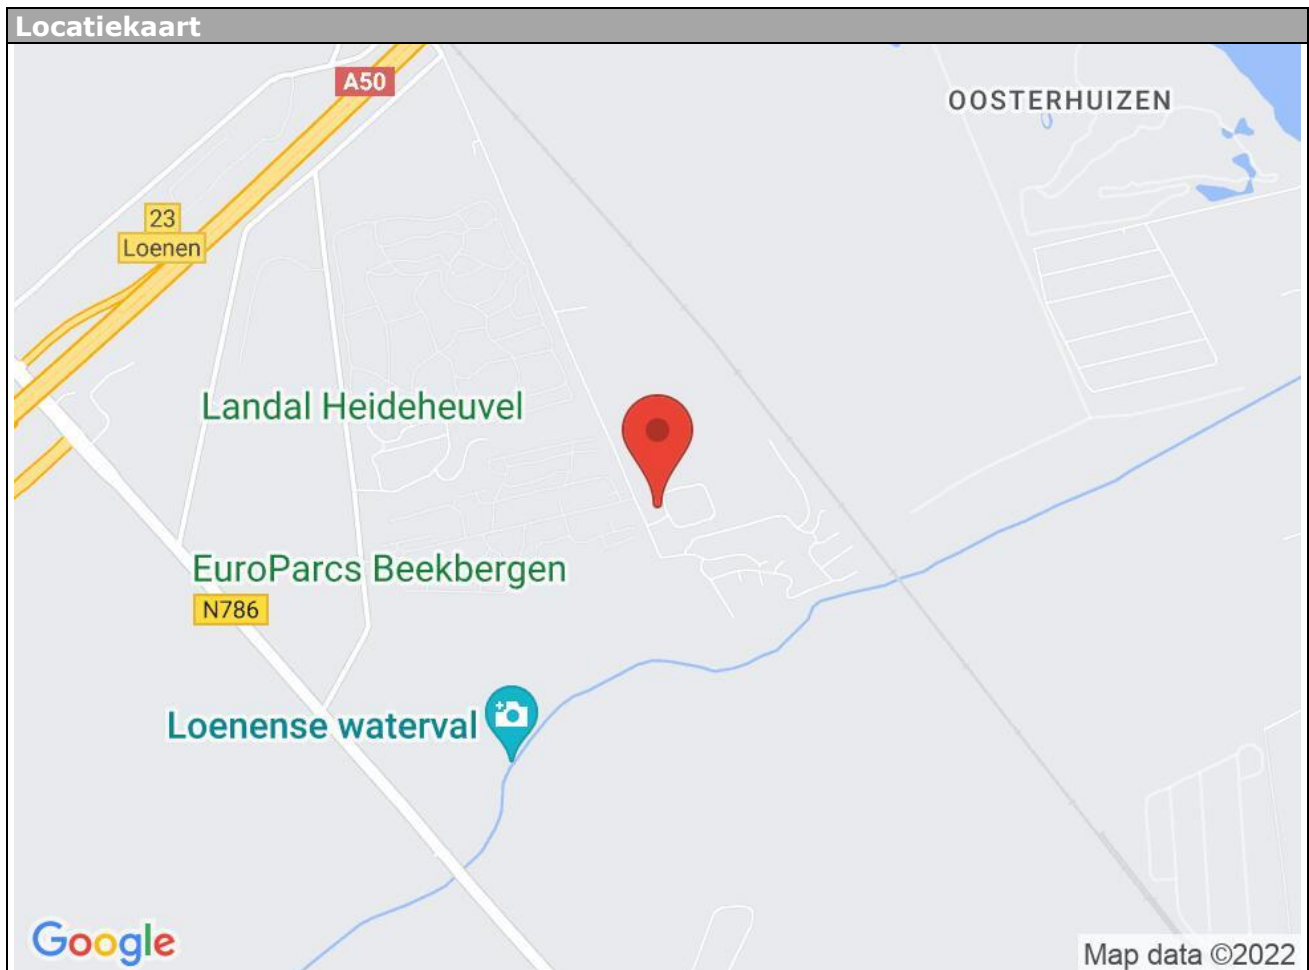 Locatiekaart
A50
OOSTERHUIZEN
23
Loenen
Landal Heideheuvel
EuroParcs Beekbergen
N786
Loenense waterval
Google
Map data ©2022